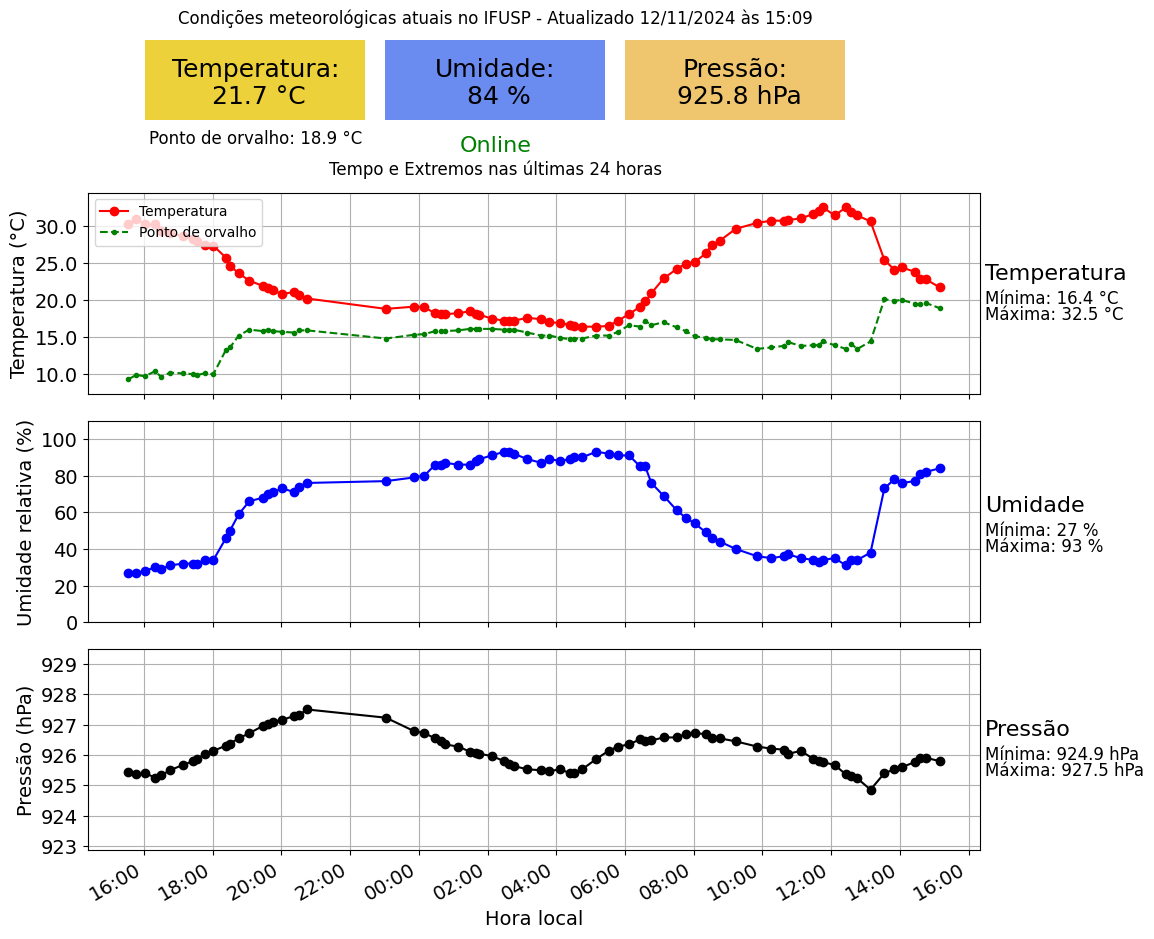 Condições meteorológicas atuais no IFUSP - Atualizado 12/11/2024 às 15:09
Temperatura:
21.7 °C
Umidade:
84 %
Pressão:
925.8 hPa
Ponto de orvalho: 18.9 °C
Online
Tempo e Extremos nas últimas 24 horas
Temperatura (°C)
30.0
25.0
20.0
15.0
10.0
Temperatura
Ponto de orvalho
Temperatura
Mínima: 16.4 °C
Máxima: 32.5 °C
Umidade relativa (%)
100
80
60
40
20
0
Umidade
Mínima: 27 %
Máxima: 93 %
Pressão (hPa)
929
928
927
926
925
924
923
Pressão
Mínima: 924.9 hPa
Máxima: 927.5 hPa
16:00 18:00 20:00 22:00 00:00 02:00 04:00 06:00 08:00 10:00 12:00 14:00 16:00
Hora local